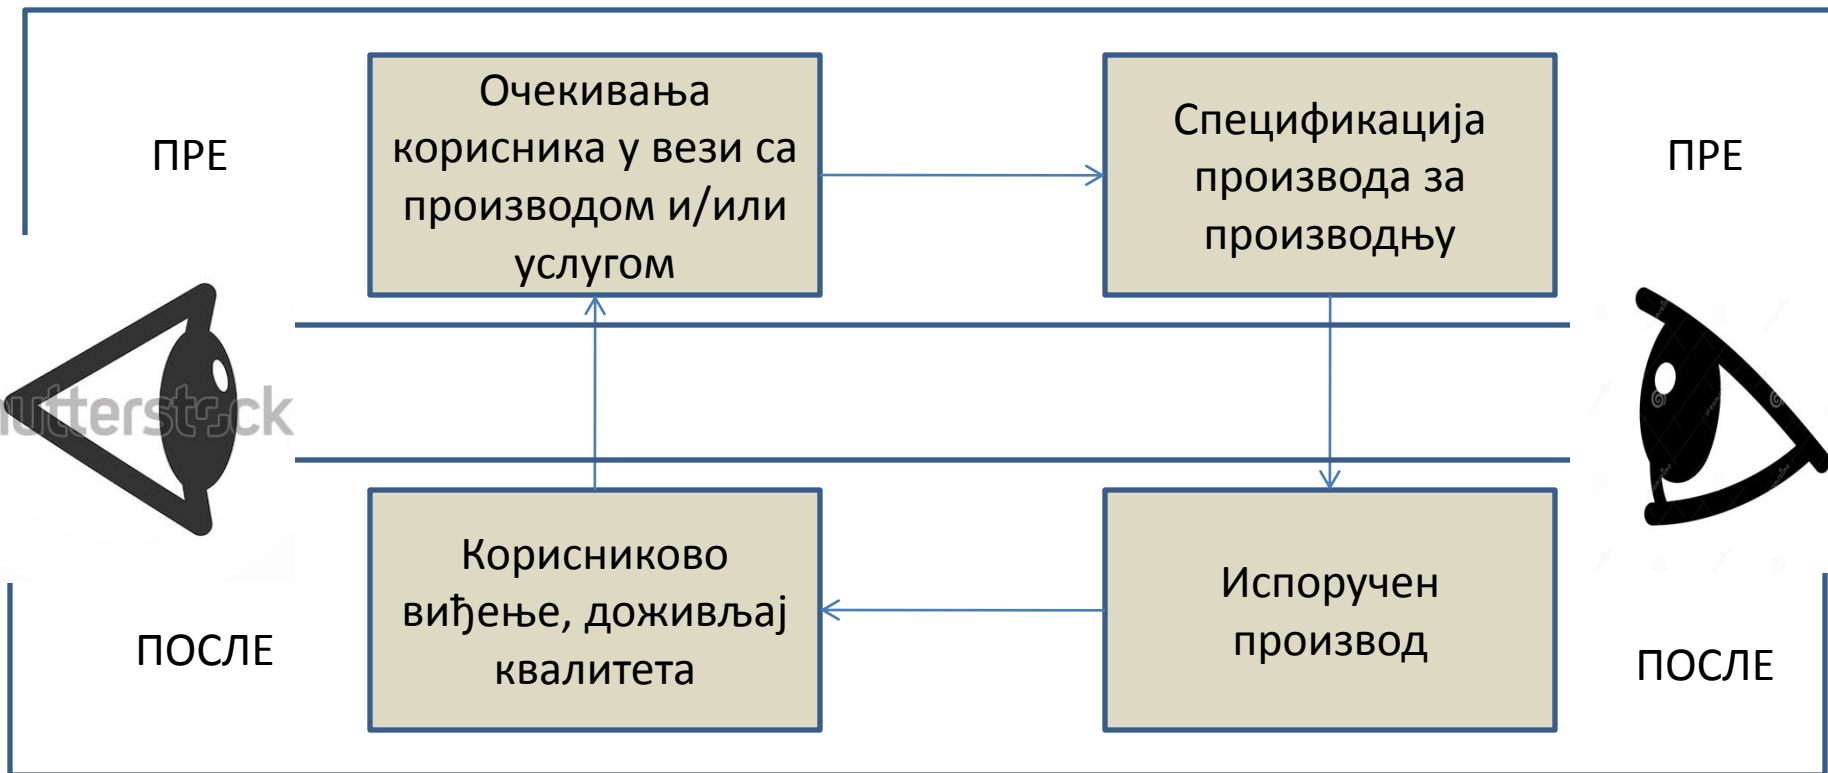 ПРЕ
Очекивања
корисника у вези са
производом и/или
услугом
Спецификација
производа за
производњу
ПРЕ
utterstock
ПОСЛЕ
Корисниково
виђење, доживљај
квалитета
Испоручен
производ
ПОСЛЕ